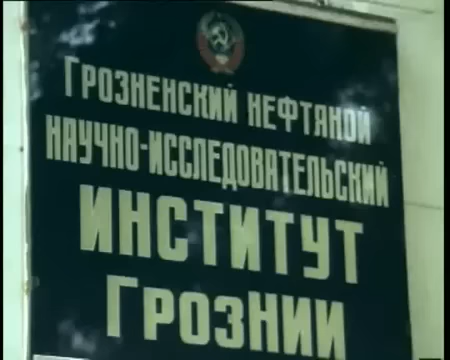 Грозненский нефтяной
научно-исследовательский
институт
ГрозНИИ